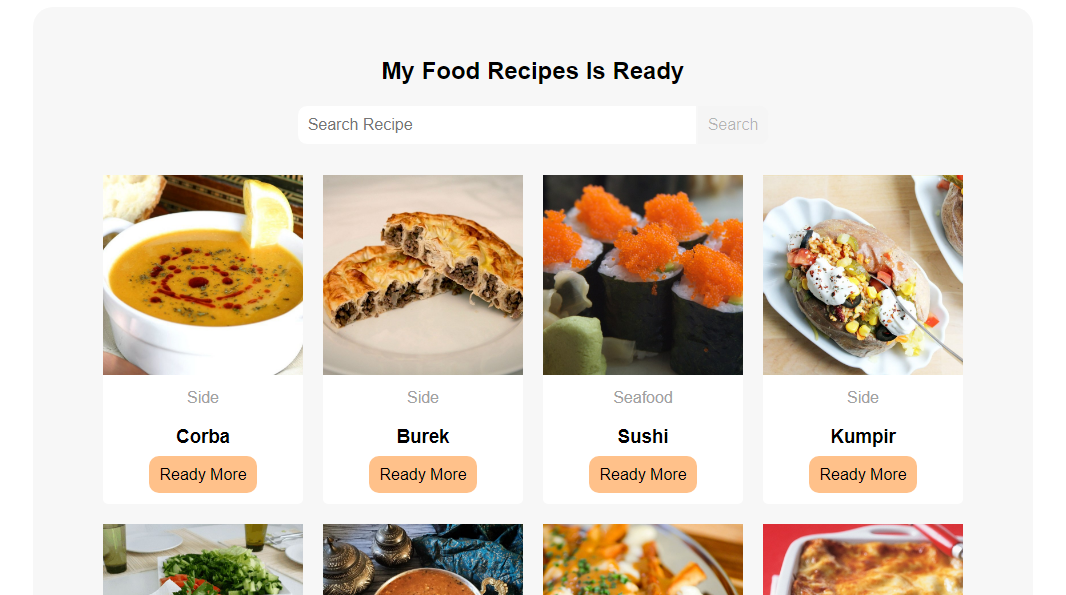 My Food Recipes Is Ready
Search Recipe
Search
Side
Side
Seafood
Side
Corba
Burek
Sushi
Kumpir
Ready More
Ready More
Ready More
Ready More